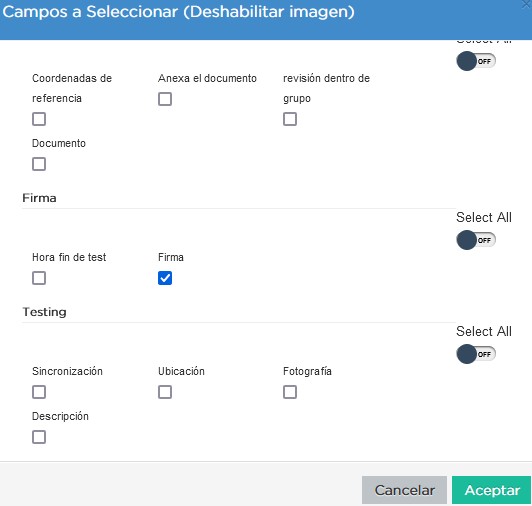 Campos a Seleccionar (Deshabilitar imagen)
Select All
OFF
Coordenadas de
referencia
Anexa el documento
revisión dentro de
grupo
Documento
Firma
Select All
OFF
Hora fin de test
Firma
Testing
Select All
OFF
Sincronización
Ubicación
Fotografía
Descripción
Cancelar
Aceptar